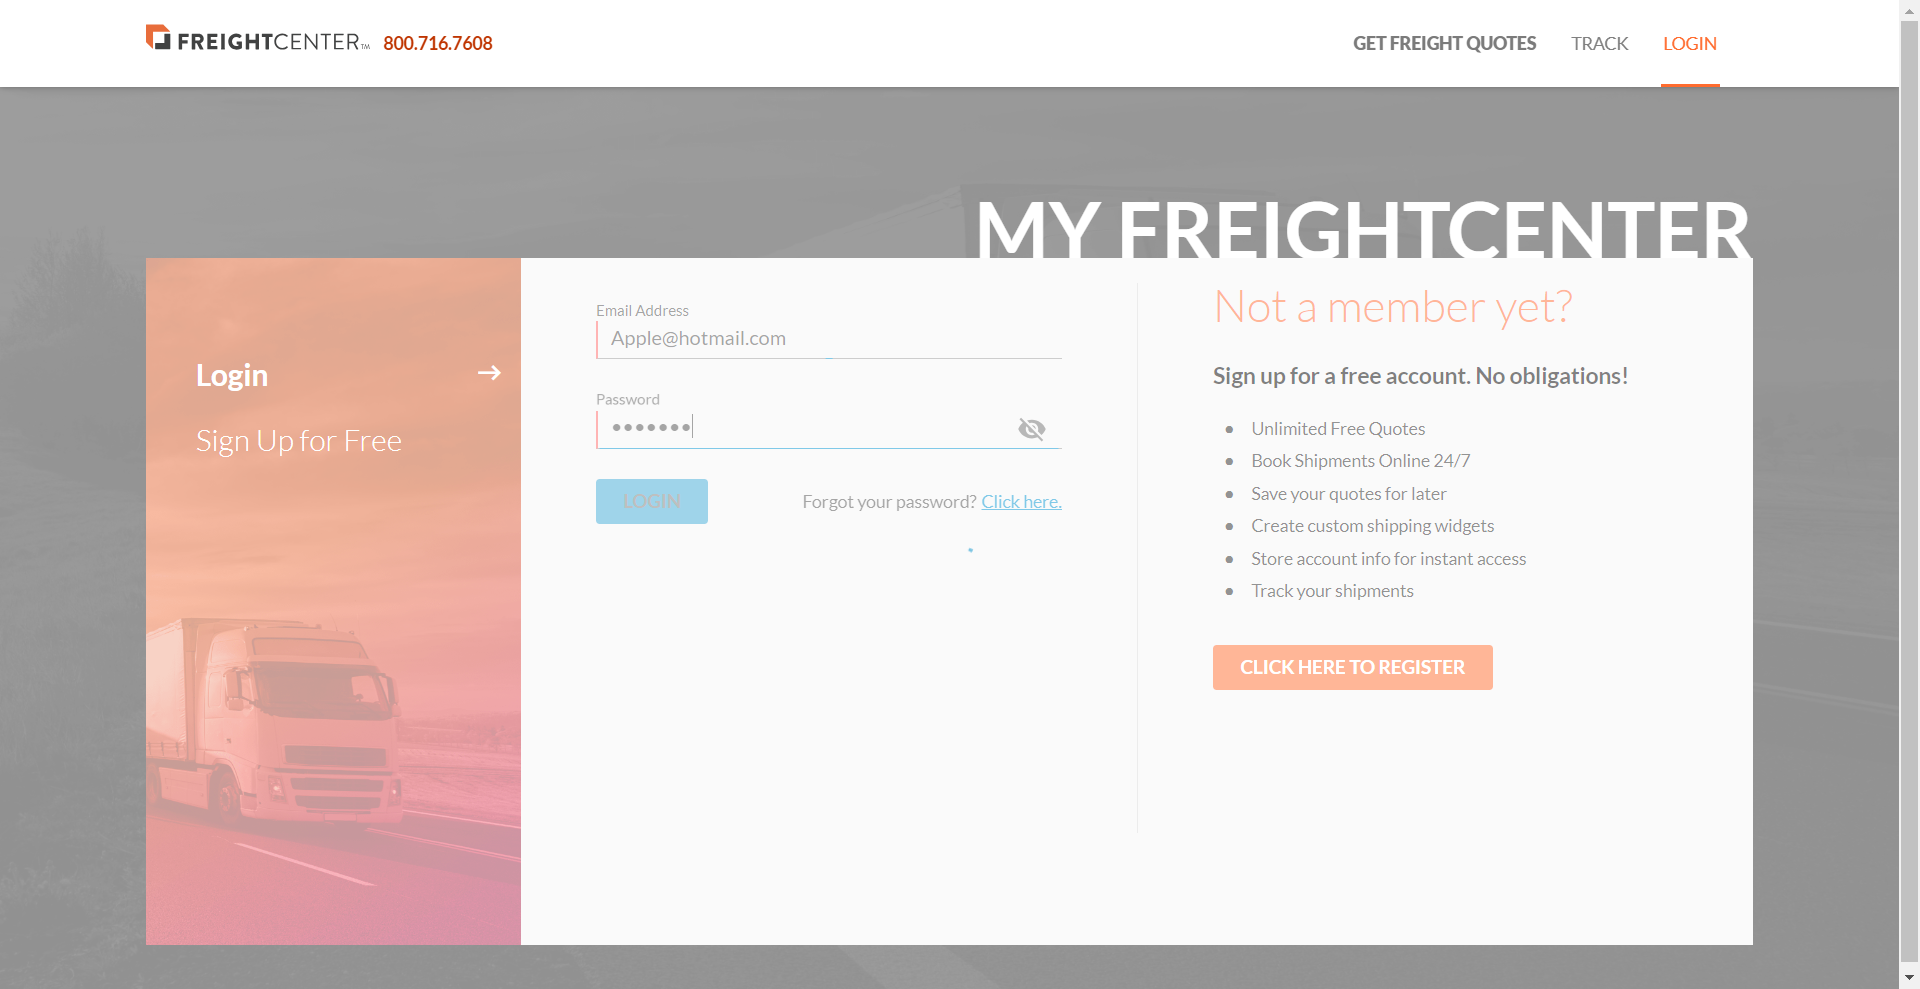 FREIGHTCENTER™ 800.716.7608
GET FREIGHT QUOTES TRACK LOGIN
MY FREIGHTCENTER
Login
Sign Up for Free
Email Address
Apple@hotmail.com
Password
•••••••
LOGIN
Forgot your password? Click here.
Not a member yet?
Sign up for a free account. No obligations!
• Unlimited Free Quotes
• Book Shipments Online 24/7
• Save your quotes for later
• Create custom shipping widgets
• Store account info for instant access
• Track your shipments
CLICK HERE TO REGISTER